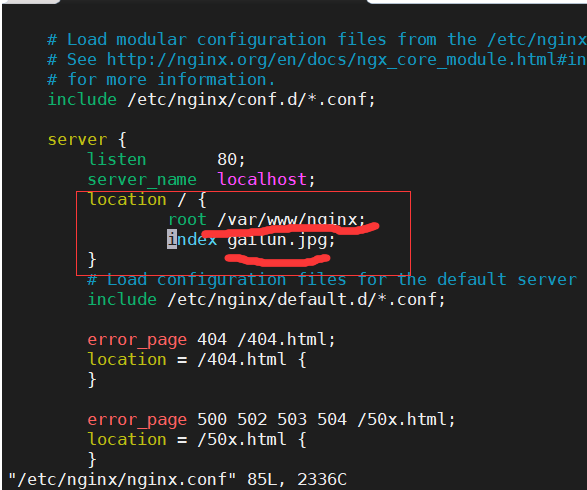 # Load modular configuration files from the /etc/nginx
# See http://nginx.org/en/docs/ngx_core_module.html#in
# for more information.
include /etc/nginx/conf.d/*.conf;
server {
listen 80;
server_name localhost;
location / {
root /var/www/nginx;
index gailun.jpg;
}
# Load configuration files for the default server
include /etc/nginx/default.d/*.conf;
error_page 404 /404.html;
location = /404.html {
}
error_page 500 502 503 504 /50x.html;
location = /50x.html {
}
"/etc/nginx/nginx.conf" 85L, 2336C